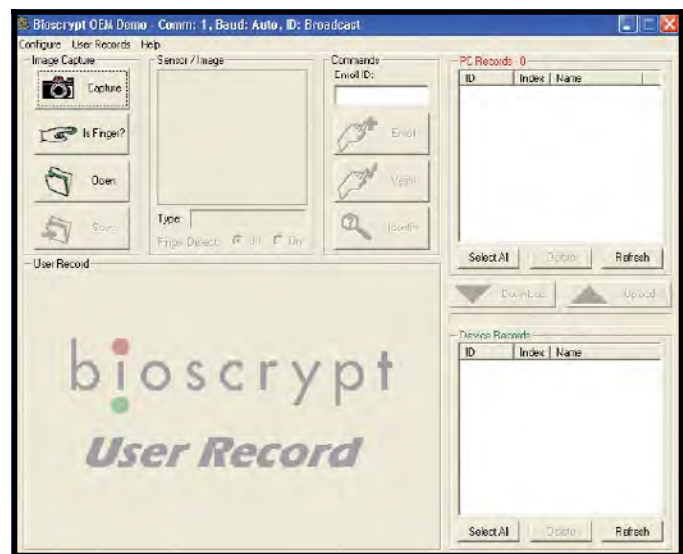 Bioscrypt OEM Demo - Comm: 1, Baud: Auto, ID: Broadcast
Configure User Records Help
Image Capture
Capture
Is Finger?
Open
Save
Sensor / Image
Type:
Finger Detect:
Commands
Enroll ID:
Enroll
Verify
Identify
User Record
bioscrypt
User Record
PC Records - 0
ID Index Name
Select All Delete Refresh
Download Upload
Device Records
ID Index Name
Select All Delete Refresh